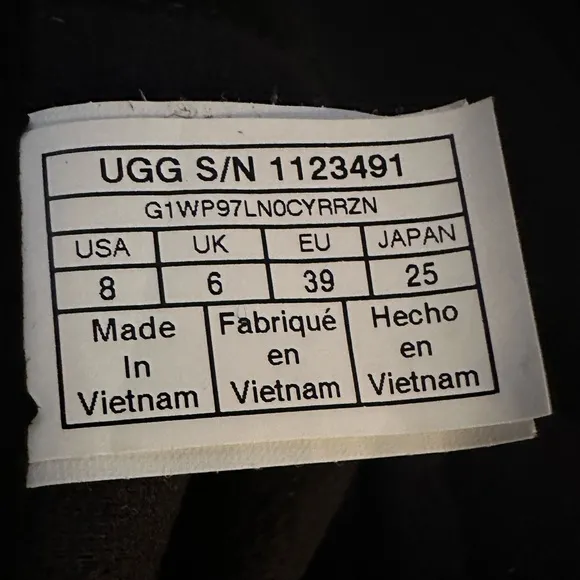 UGG S/N 1123491
G1WP97LN0CYRRZN
USA UK EU JAPAN
8 6 39 25
Made In Vietnam
Fabriqué en Vietnam
Hecho en Vietnam